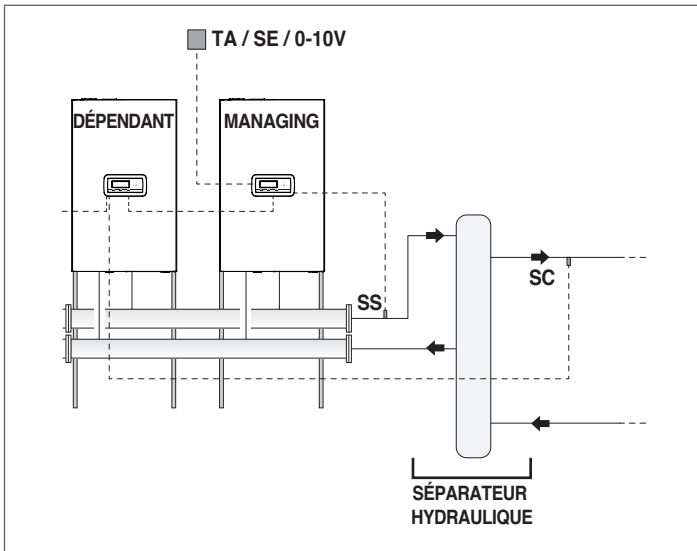 TA / SE / 0-10V
DÉPENDANT
MANAGING
SS
SC
SÉPARATEUR
HYDRAULIQUE